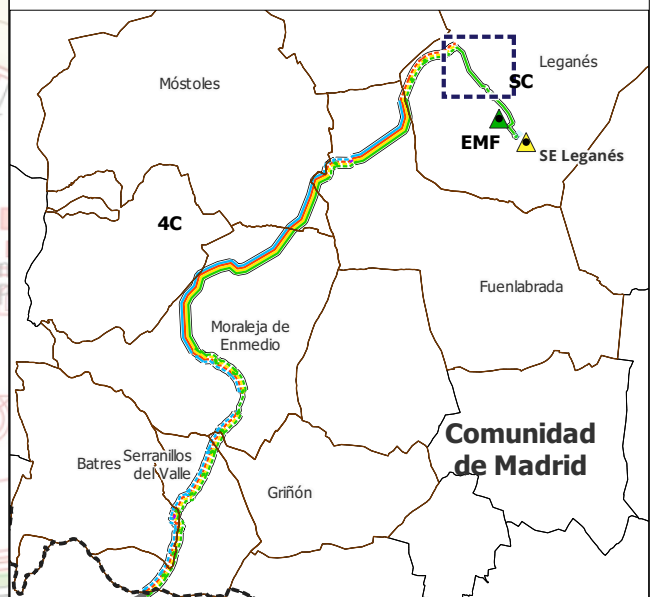 Leganés
Móstoles
SC
EMF
SE Leganés
4C
Fuenlabrada
Moraleja de
Enmedio
Comunidad
de Madrid
Batres
Serranillos
del Valle
Griñón